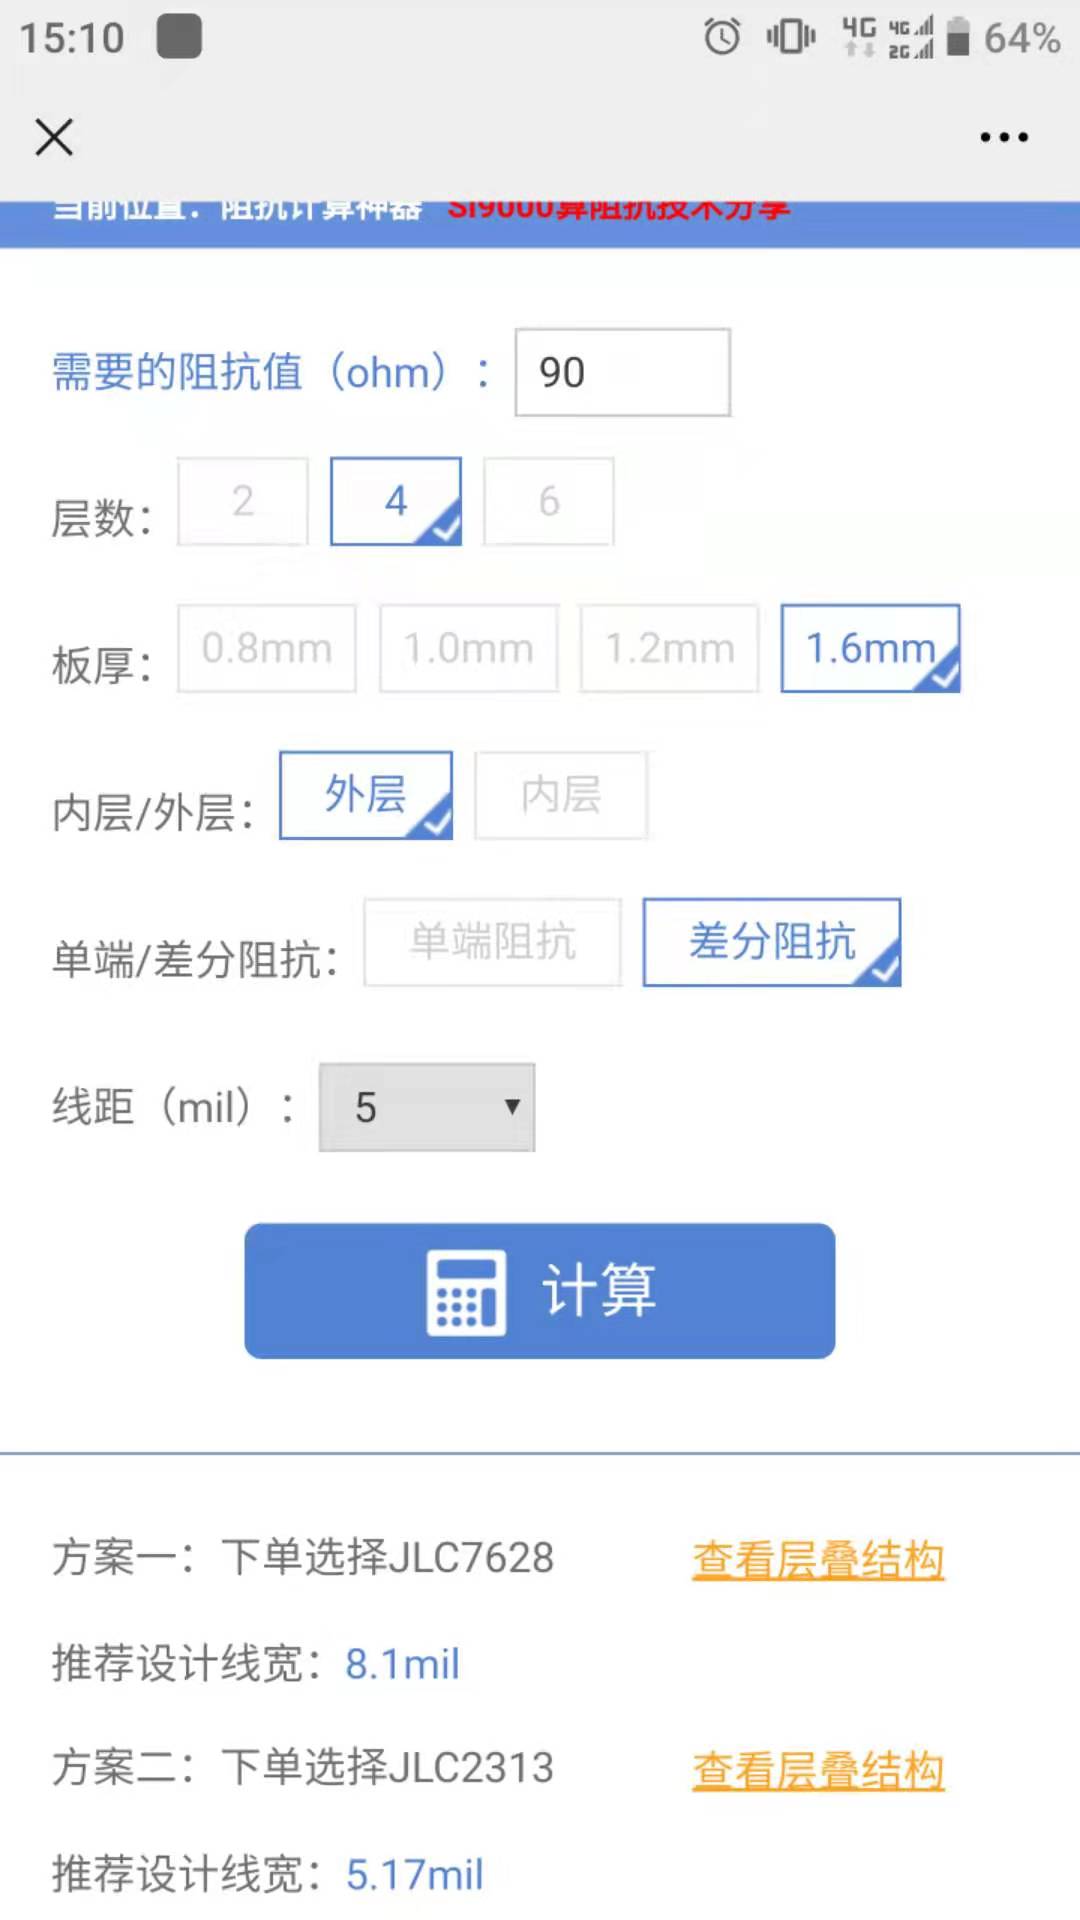 15:10 4G 4G 2G 64%
当前位置：阻抗计算神器 SI9000算阻抗技术分享
需要的阻抗值（ohm）： 90
层数： 2 4 6
板厚： 0.8mm 1.0mm 1.2mm 1.6mm
内层/外层： 外层 内层
单端/差分阻抗： 单端阻抗 差分阻抗
线距（mil）： 5
计算
方案一：下单选择JLC7628 查看层叠结构
推荐设计线宽：8.1mil
方案二：下单选择JLC2313 查看层叠结构
推荐设计线宽：5.17mil